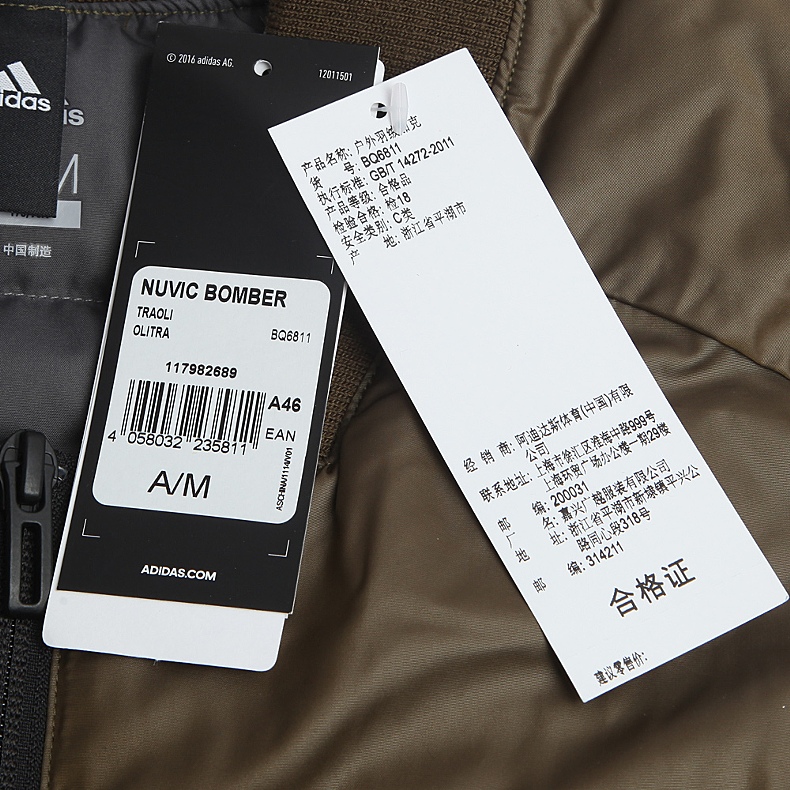 adidas
M
中国制造
© 2016 adidas AG.
12011501
NUVIC BOMBER
TRAOLI
OLITRA
BQ6811
117982689
A46
EAN
4 058032 235811
A/M
ASCHINA/1114/V01
ADIDAS.COM
产品名称: 户外羽绒
货 号: BQ6811
执行标准: GB/T 14272-2011
产品等级: 合格品
检验合格: 检18
安全类别: C类
产 地: 浙江省平湖市
经 销 商: 阿迪达斯体育(中国)有限
公司
联系地址: 上海市徐汇区淮海中路999号
上海环贸广场办公楼一期29楼
邮 编: 200031
厂 名: 嘉兴广越服装有限公司
地 址: 浙江省平湖市新埭镇平兴公
路同心段318号
邮 编: 314211
合格证
建议零售价: